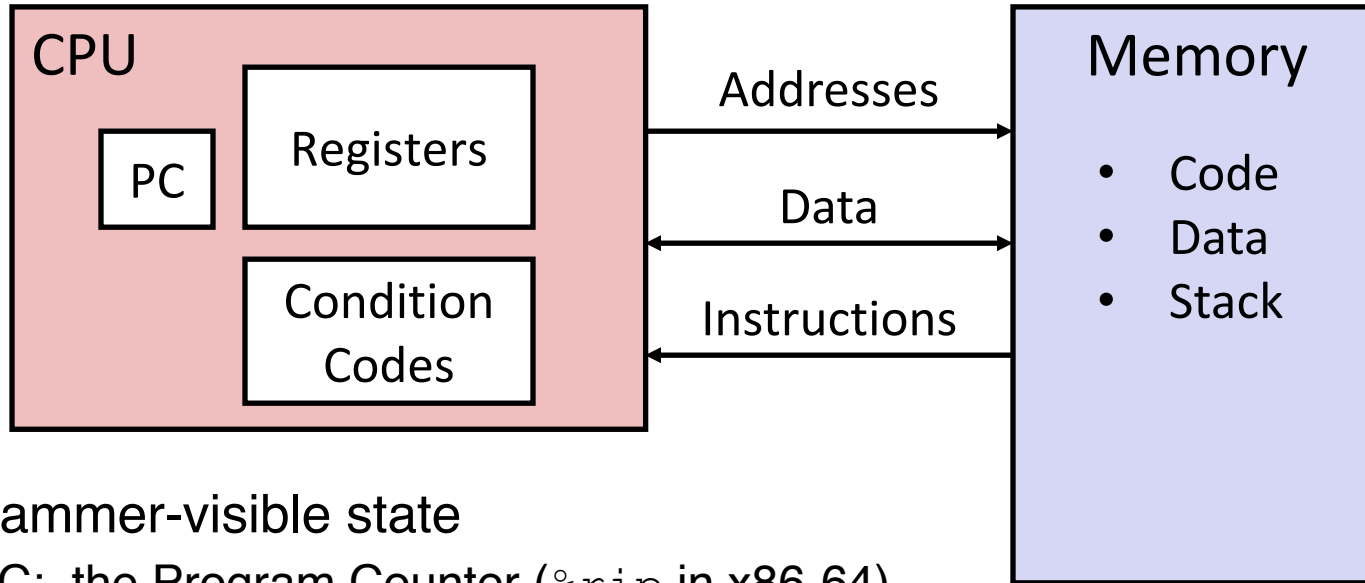 CPU
PC
Registers
Condition
Codes
Addresses
Data
Instructions
Memory
• Code
• Data
• Stack
ammer-visible state
C: the Program Counter (%rip in x86-64)